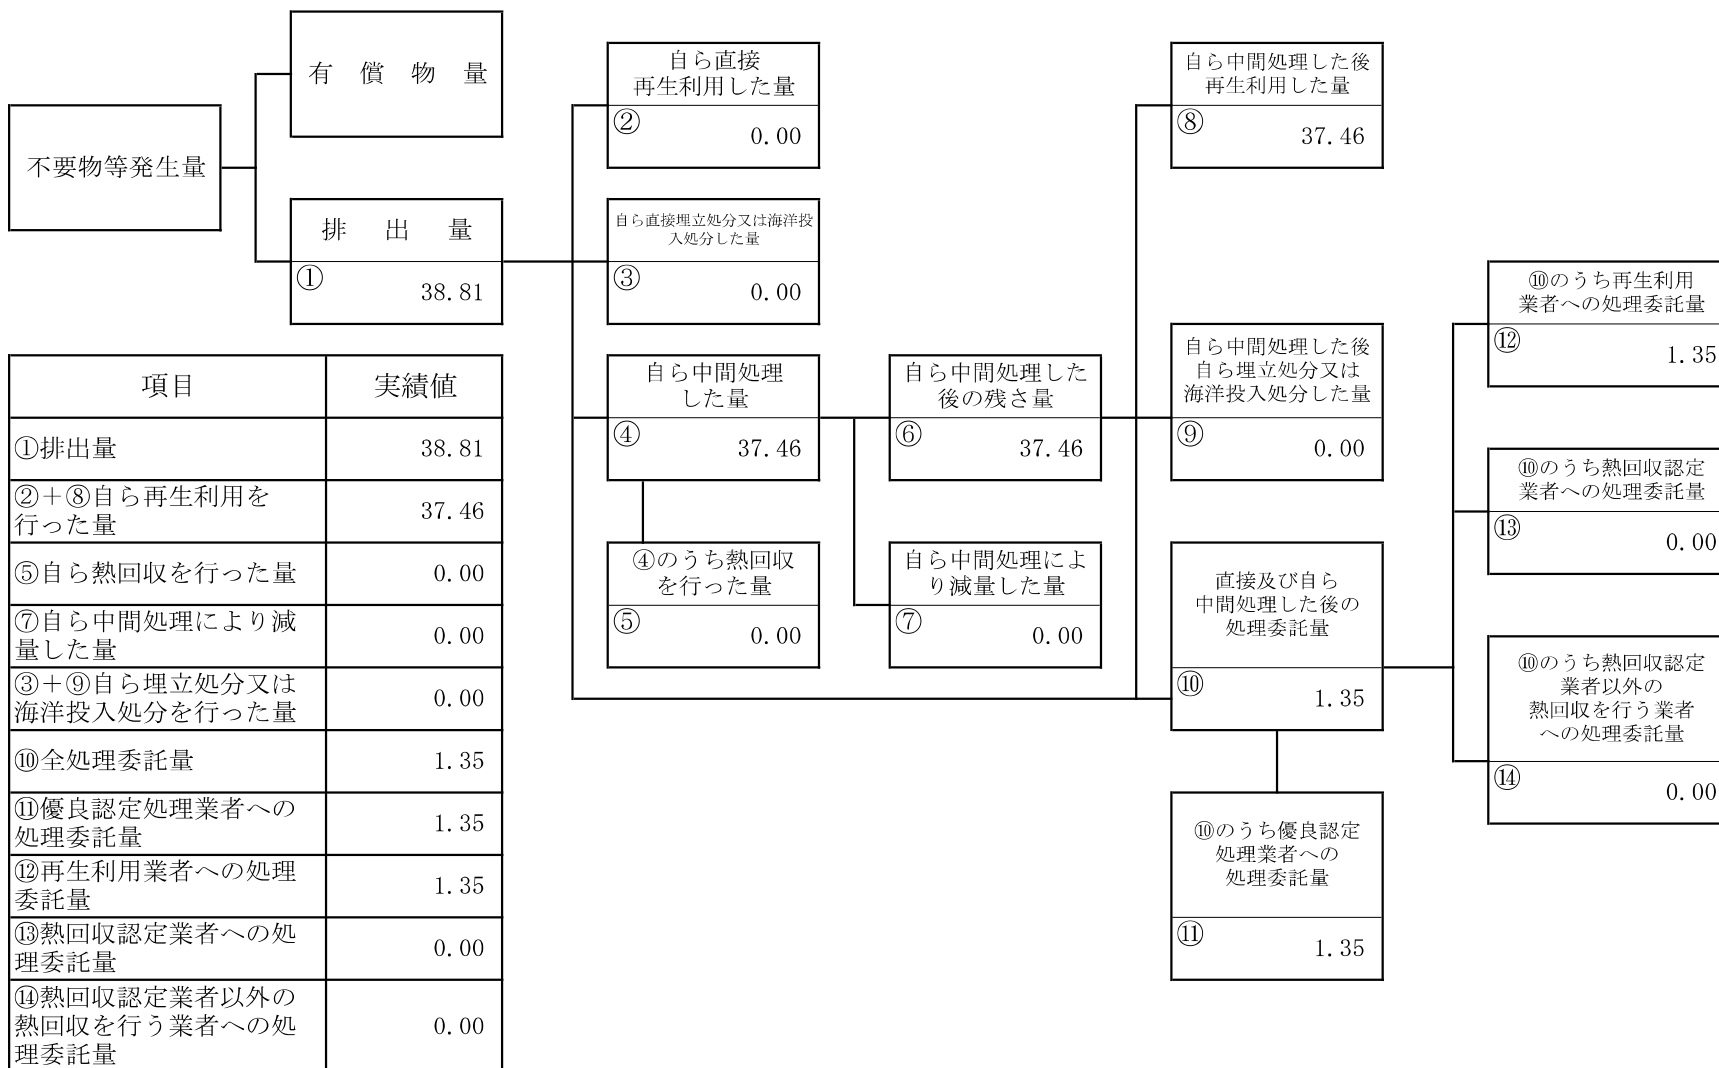 有 償 物 量
不要物等発生量
排 出 量
① 38.81
自ら直接
再生利用した量
② 0.00
自ら直接埋立処分又は海洋投
入処分した量
③ 0.00
自ら中間処理
した量
④ 37.46
④のうち熱回収
を行った量
⑤ 0.00
自ら中間処理した
後の残さ量
⑥ 37.46
自ら中間処理によ
り減量した量
⑦ 0.00
自ら中間処理した後
再生利用した量
⑧ 37.46
自ら中間処理した後
自ら埋立処分又は
海洋投入処分した量
⑨ 0.00
直接及び自ら
中間処理した後の
処理委託量
⑩ 1.35
⑩のうち優良認定
処理業者への
処理委託量
⑪ 1.35
⑩のうち再生利用
業者への処理委託量
⑫ 1.35
⑩のうち熱回収認定
業者への処理委託量
⑬ 0.00
⑩のうち熱回収認定
業者以外の
熱回収を行う業者
への処理委託量
⑭ 0.00
項目 実績値
①排出量 38.81
②＋⑧自ら再生利用を
行った量 37.46
⑤自ら熱回収を行った量 0.00
⑦自ら中間処理により減
量した量 0.00
③＋⑨自ら埋立処分又は
海洋投入処分を行った量 0.00
⑩全処理委託量 1.35
⑪優良認定処理業者への
処理委託量 1.35
⑫再生利用業者への処理
委託量 1.35
⑬熱回収認定業者への処
理委託量 0.00
⑭熱回収認定業者以外の
熱回収を行う業者への処
理委託量 0.00